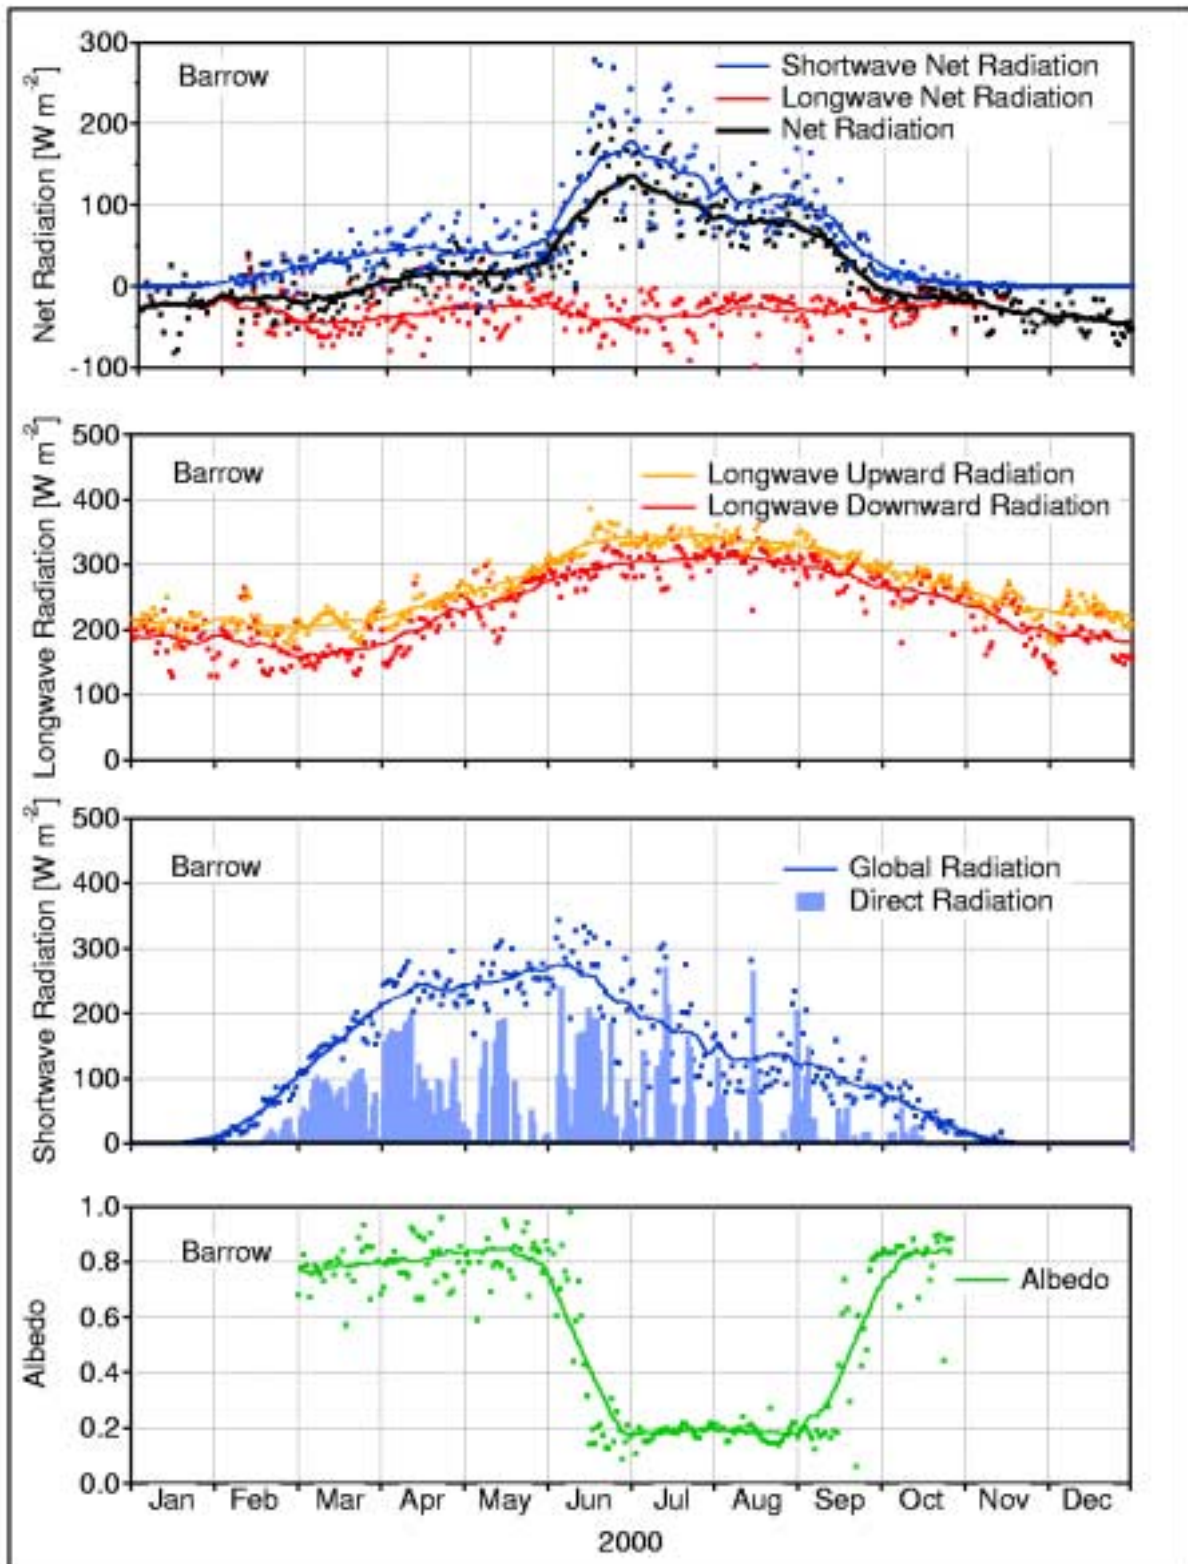 300
200
100
0
-100
Net Radiation [W m-2]
Barrow
Shortwave Net Radiation
Longwave Net Radiation
Net Radiation
500
400
300
200
100
0
Longwave Radiation [W m-2]
Barrow
Longwave Upward Radiation
Longwave Downward Radiation
500
400
300
200
100
0
Shortwave Radiation [W m-2]
Barrow
Global Radiation
Direct Radiation
1.0
0.8
0.6
0.4
0.2
0.0
Albedo
Barrow
Albedo
Jan Feb Mar Apr May Jun Jul Aug Sep Oct Nov Dec
2000